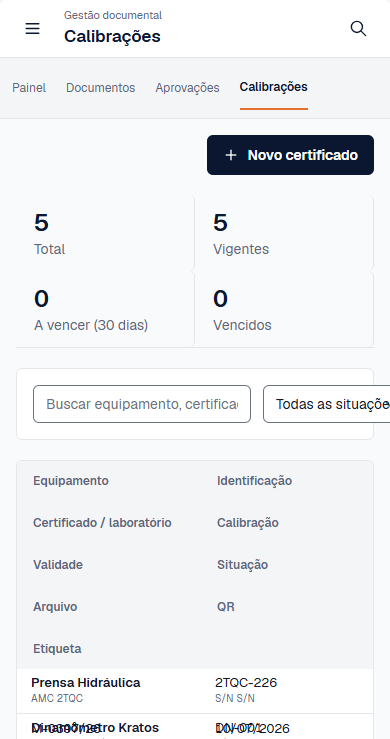 Gestão documental
Calibrações
Painel Documentos Aprovações Calibrações
+ Novo certificado
5 5
Total Vigentes
0 0
A vencer (30 dias) Vencidos
Buscar equipamento, certifica Todas as situaçõe
Equipamento Identificação
Certificado / laboratório Calibração
Validade Situação
Arquivo QR
Etiqueta
Prensa Hidráulica 2TQC-226
AMC 2TQC S/N S/N
Dinamômetro Kratos